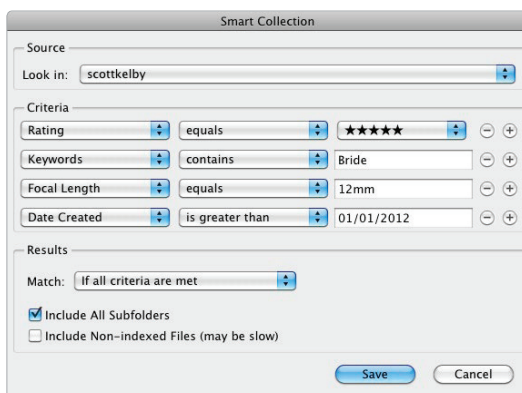 Smart Collection
Source
Look in: scottkelby
Criteria
Rating equals ★★★★★
Keywords contains Bride
Focal Length equals 12mm
Date Created is greater than 01/01/2012
Results
Match: If all criteria are met
Include All Subfolders
Include Non-indexed Files (may be slow)
Save Cancel